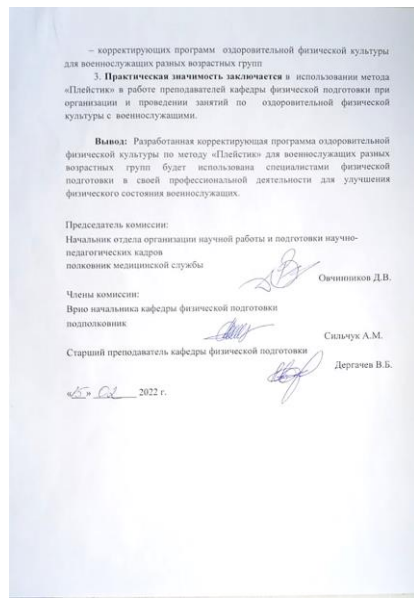 – корректирующих программ оздоровительной физической культуры
для военнослужащих разных возрастных групп
3. Практическая значимость заключается в использовании метода
«Плейстик» в работе преподавателей кафедры физической подготовки при
организации и проведении занятий по оздоровительной физической
культуры с военнослужащими.
Вывод: Разработанная корректирующая программа оздоровительной
физической культуры по методу «Плейстик» для военнослужащих разных
возрастных групп будет использована специалистами физической
подготовки в своей профессиональной деятельности для улучшения
физического состояния военнослужащих.
Председатель комиссии:
Начальник отдела организации научной работы и подготовки научно-
педагогических кадров
полковник медицинской службы
Овчинников Д.В.
Члены комиссии:
Врио начальника кафедры физической подготовки
подполковник
Сильчук А.М.
Старший преподаватель кафедры физической подготовки
Дергачев В.Б.
«15» 02 2022 г.